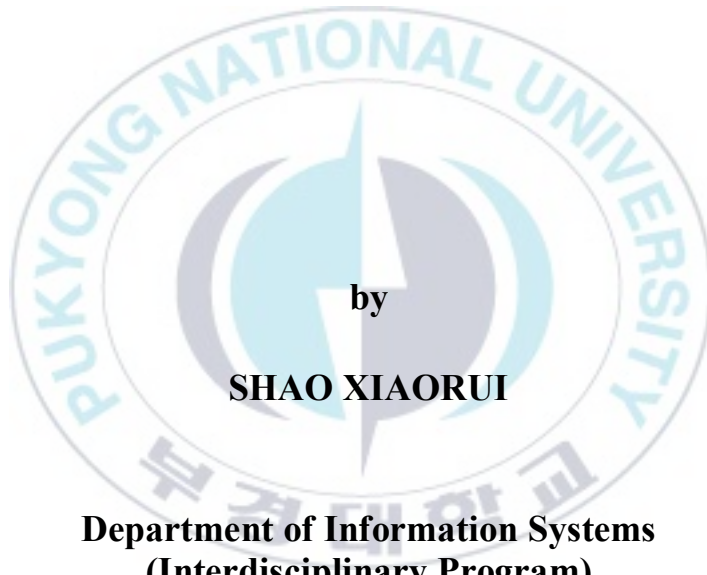 PUKYONG NATIONAL UNIVERSITY
by
SHAO XIAORUI
부경대학교
Department of Information Systems
(Interdisciplinary Program)